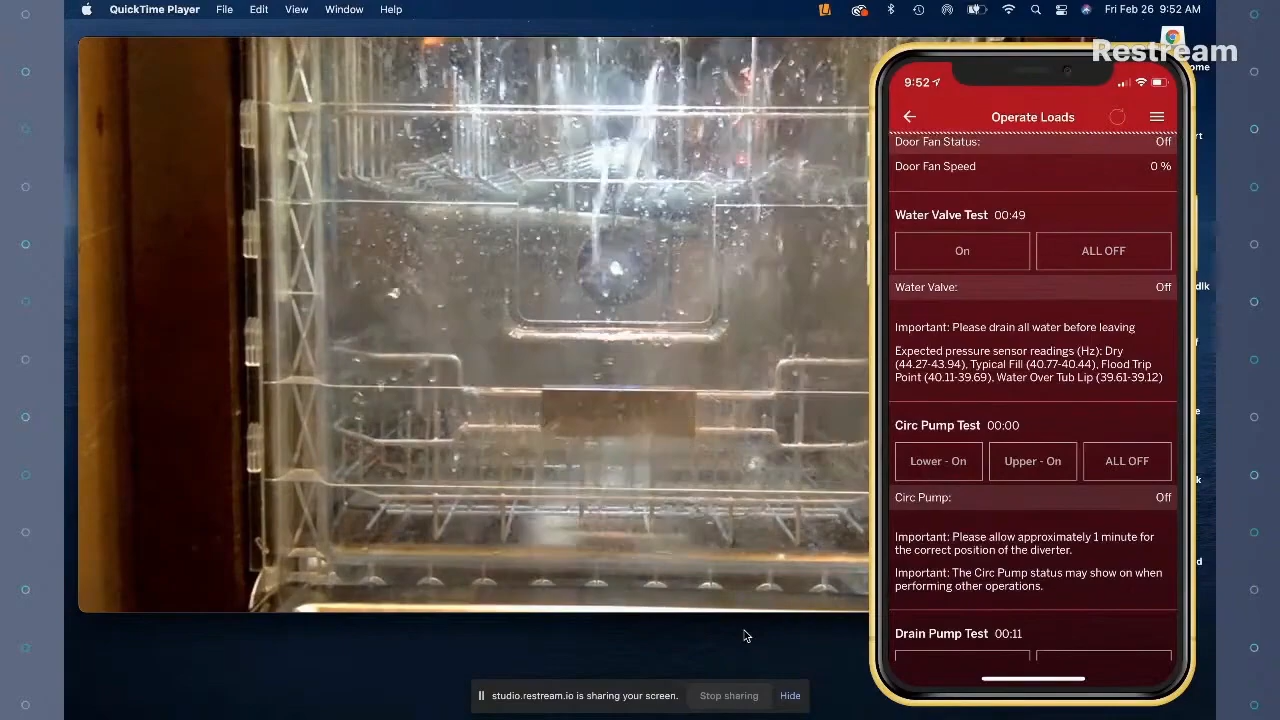 QuickTime Player File Edit View Window Help
Fri Feb 26 9:52 AM
Restream
9:52
Operate Loads
Door Fan Status: Off
Door Fan Speed 0 %
Water Valve Test 00:49
On ALL OFF
Water Valve: Off
Important: Please drain all water before leaving
Expected pressure sensor readings (Hz): Dry
(44.27-43.94), Typical Fill (40.77-40.44), Flood Trip
Point (40.11-39.69), Water Over Tub Lip (39.61-39.12)
Circ Pump Test 00:00
Lower - On Upper - On ALL OFF
Circ Pump: Off
Important: Please allow approximately 1 minute for
the correct position of the diverter.
Important: The Circ Pump status may show on when
performing other operations.
Drain Pump Test 00:11
studio.restream.io is sharing your screen. Stop sharing Hide